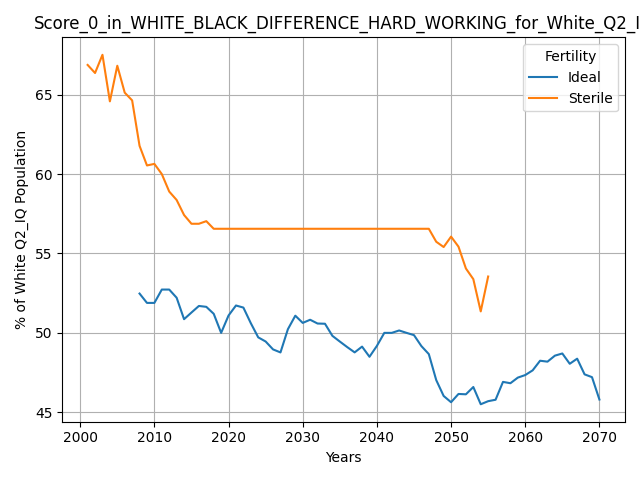 Score_0_in_WHITE_BLACK_DIFFERENCE_HARD_WORKING_for_White_Q2_I
Fertility
Ideal
Sterile
% of White Q2_IQ Population
65
60
55
50
45
2000 2010 2020 2030 2040 2050 2060 2070
Years